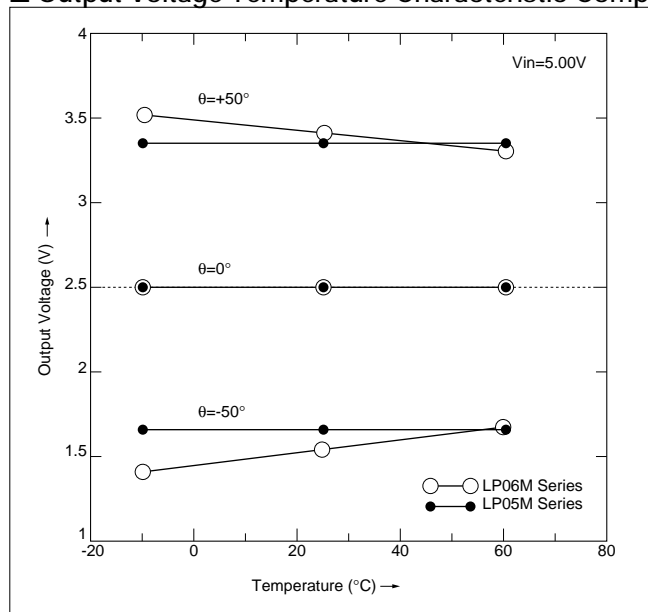 Output Voltage Temperature Characteristic
4
Vin=5.00V
θ=+50°
3.5
3
Output Voltage (V)
θ=0°
2.5
2
θ=-50°
1.5
LP06M Series
LP05M Series
1
-20
0
20
40
60
80
Temperature (°C)